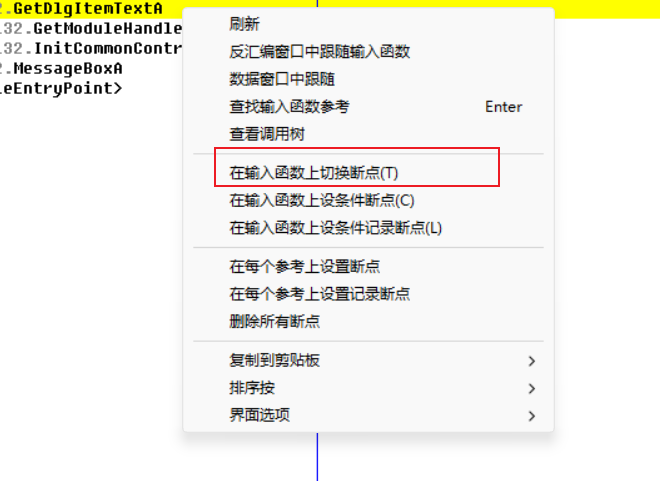 2.GetDlgItemTextA
l32.GetModuleHandle
l32.InitCommonContr
2.MessageBoxA
leEntryPoint>
刷新
反汇编窗口中跟随输入函数
数据窗口中跟随
查找输入函数参考 Enter
查看调用树
在输入函数上切换断点(T)
在输入函数上设条件断点(C)
在输入函数上设条件记录断点(L)
在每个参考上设置断点
在每个参考上设置记录断点
删除所有断点
复制到剪贴板
排序按
界面选项